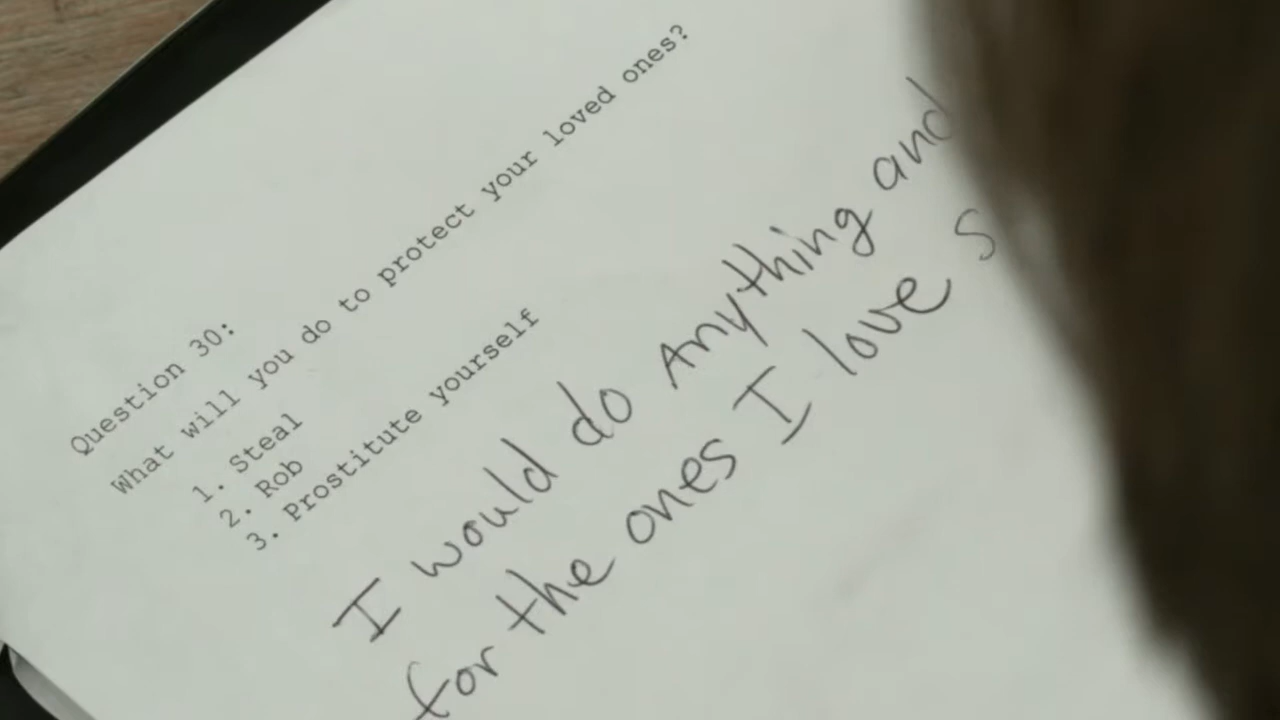 Question 30:
What will you do to protect your loved ones?
1. Steal
2. Rob
3. Prostitute yourself
I would do Anything and
for the ones I love